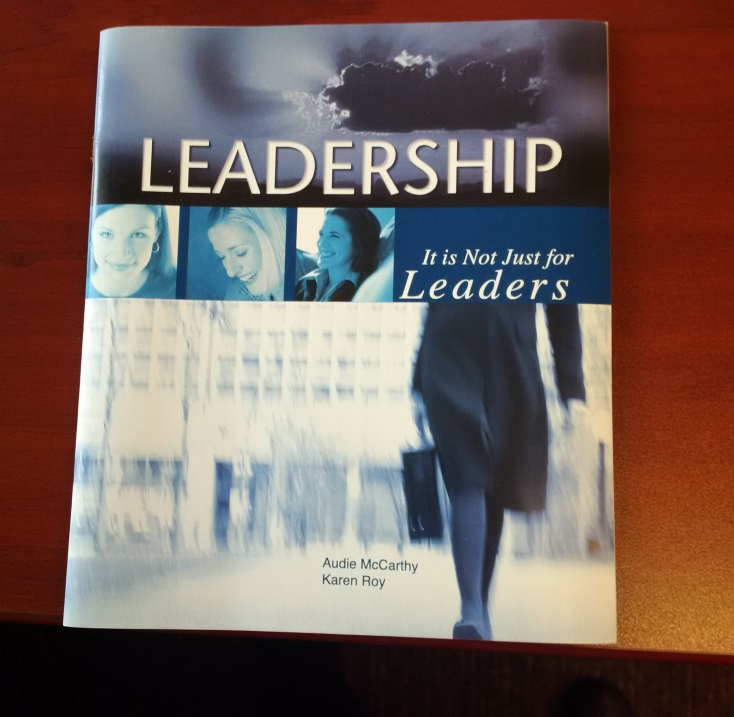 LEADERSHIP
It is Not Just for
Leaders
Audie McCarthy
Karen Roy